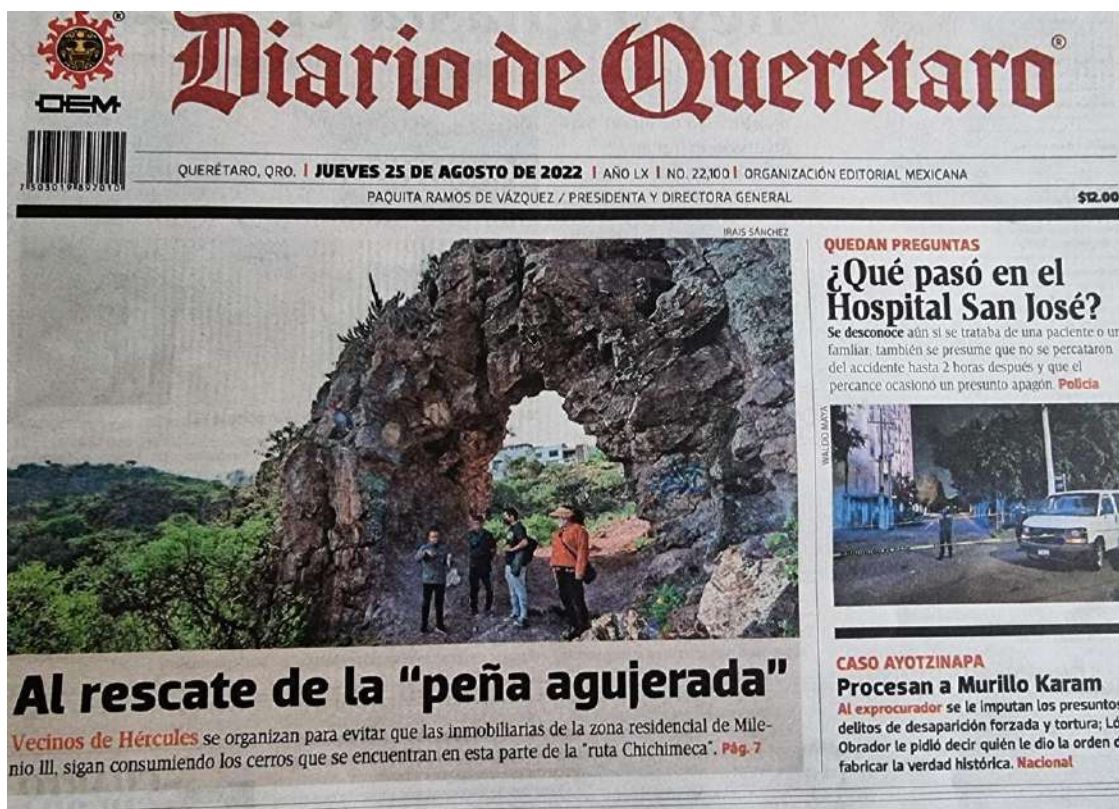 OEM
Diario de Querétaro
7503019897010
QUERÉTARO, QRO. | JUEVES 25 DE AGOSTO DE 2022 | AÑO LX | NO. 22,100 | ORGANIZACIÓN EDITORIAL MEXICANA
PAQUITA RAMOS DE VÁZQUEZ / PRESIDENTA Y DIRECTORA GENERAL
$12.00
IRAIS SÁNCHEZ
Al rescate de la “peña agujerada”
Vecinos de Hércules se organizan para evitar que las inmobiliarias de la zona residencial de Mile-
nio III, sigan consumiendo los cerros que se encuentran en esta parte de la "ruta Chichimeca". Pág. 7
QUEDAN PREGUNTAS
¿Qué pasó en el
Hospital San José?
Se desconoce aún si se trataba de una paciente o un
familiar, también se presume que no se percataron
del accidente hasta 2 horas después y que el
percance ocasionó un presunto apagón. Policía
WALDO MAYA
CASO AYOTZINAPA
Procesan a Murillo Karam
Al exprocurador se le imputan los presuntos
delitos de desaparición forzada y tortura;
Obrador le pidió decir quién le dio la orden
fabricar la verdad histórica. Nacional